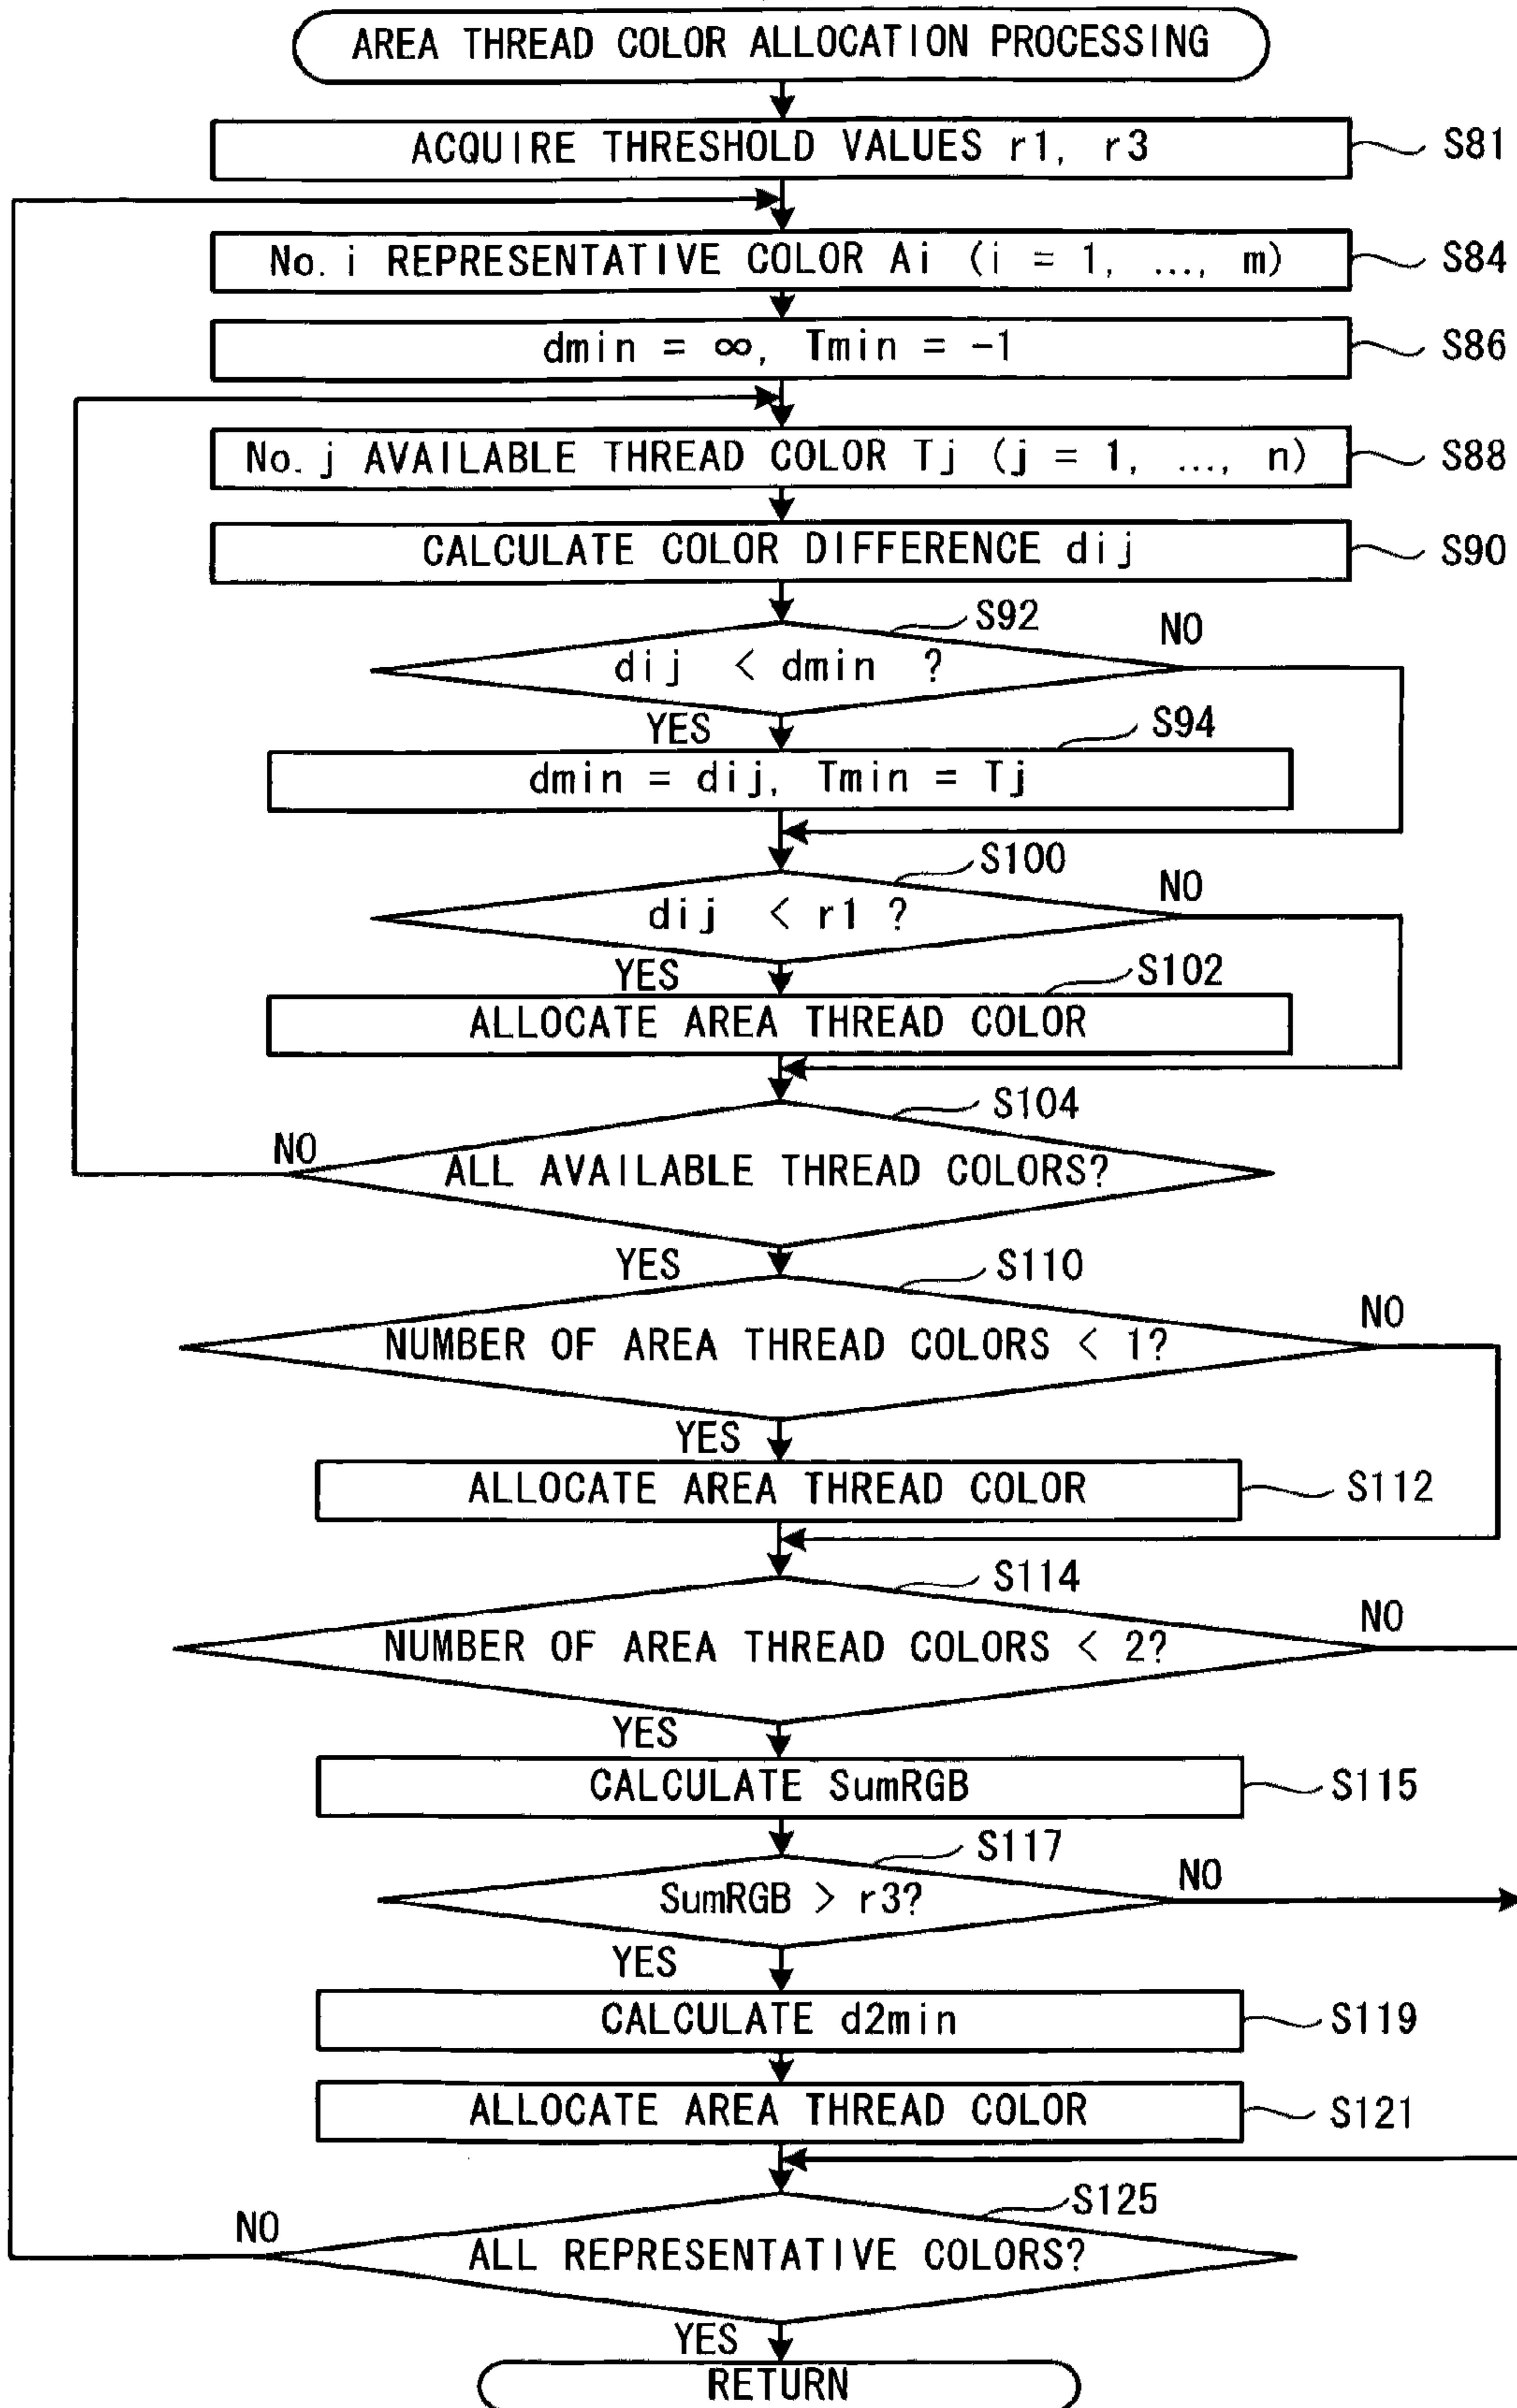 AREA THREAD COLOR ALLOCATION PROCESSING
ACQUIRE THRESHOLD VALUES r1, r3
S81
No. i REPRESENTATIVE COLOR Ai (i = 1, ..., m)
S84
dmin = ∞, Tmin = -1
S86
No. j AVAILABLE THREAD COLOR Tj (j = 1, ..., n)
S88
CALCULATE COLOR DIFFERENCE dij
S90
S92
NO
dij < dmin ?
YES
S94
dmin = dij, Tmin = Tj
S100
NO
dij < r1 ?
YES
S102
ALLOCATE AREA THREAD COLOR
S104
NO
ALL AVAILABLE THREAD COLORS?
YES
S110
NO
NUMBER OF AREA THREAD COLORS < 1?
YES
ALLOCATE AREA THREAD COLOR
S112
S114
NO
NUMBER OF AREA THREAD COLORS < 2?
YES
CALCULATE SumRGB
S115
S117
NO
SumRGB > r3?
YES
CALCULATE d2min
S119
ALLOCATE AREA THREAD COLOR
S121
S125
NO
ALL REPRESENTATIVE COLORS?
YES
RETURN